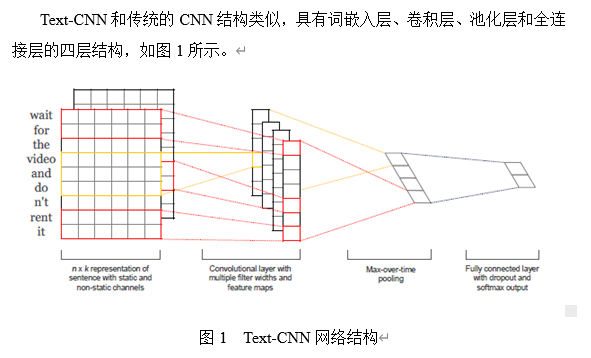 Text-CNN 和传统的 CNN 结构类似，具有词嵌入层、卷积层、池化层和全连
接层的四层结构，如图 1 所示。
wait
for
the
video
and
do
n't
rent
it
n x k representation of
sentence with static and
non-static channels
Convolutional layer with
multiple filter widths and
feature maps
Max-over-time
pooling
Fully connected layer
with dropout and
softmax output
图 1 Text-CNN 网络结构